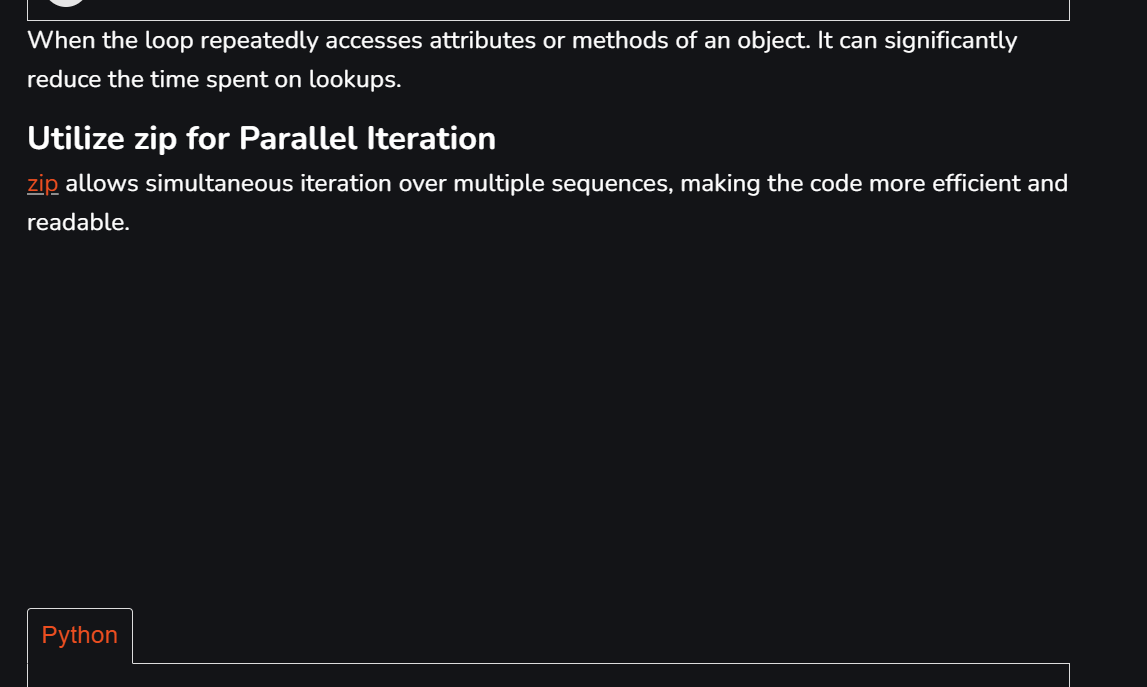 When the loop repeatedly accesses attributes or methods of an object. It can significantly
reduce the time spent on lookups.
Utilize zip for Parallel Iteration
zip allows simultaneous iteration over multiple sequences, making the code more efficient and
readable.
Python